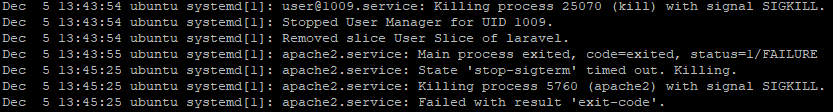 Dec  5 13:43:54 ubuntu systemd[1]: user@1009.service: Killing process 25070 (kill) with signal SIGKILL.
Dec  5 13:43:54 ubuntu systemd[1]: Stopped User Manager for UID 1009.
Dec  5 13:43:54 ubuntu systemd[1]: Removed slice User Slice of laravel.
Dec  5 13:43:55 ubuntu systemd[1]: apache2.service: Main process exited, code=exited, status=1/FAILURE
Dec  5 13:45:25 ubuntu systemd[1]: apache2.service: State 'stop-sigterm' timed out. Killing.
Dec  5 13:45:25 ubuntu systemd[1]: apache2.service: Killing process 5760 (apache2) with signal SIGKILL.
Dec  5 13:45:25 ubuntu systemd[1]: apache2.service: Failed with result 'exit-code'.